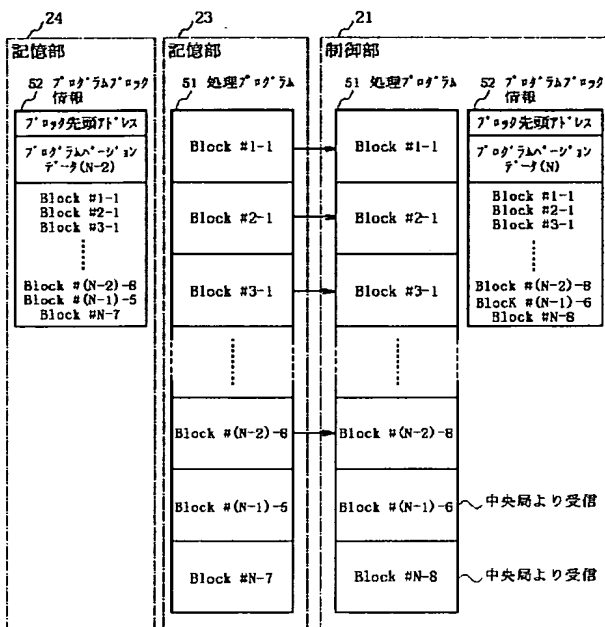 24
23
21
記憶部
記憶部
制御部
52 プログラムブロック
情報
51 処理プログラム
51 処理プログラム
52 プログラムブロック
情報
ブロック先頭アドレス
プログラムバージョン
データ(N-2)
Block #1-1
Block #2-1
Block #3-1
Block #(N-2)-8
Block #(N-1)-5
Block #N-7
Block #1-1
Block #2-1
Block #3-1
Block #(N-2)-8
Block #(N-1)-5
Block #N-7
Block #1-1
Block #2-1
Block #3-1
Block #(N-2)-8
Block #(N-1)-6
Block #N-8
中央局より受信
中央局より受信
ブロック先頭アドレス
プログラムバージョン
データ(N)
Block #1-1
Block #2-1
Block #3-1
Block #(N-2)-8
BlocK #(N-1)-6
Block #N-8